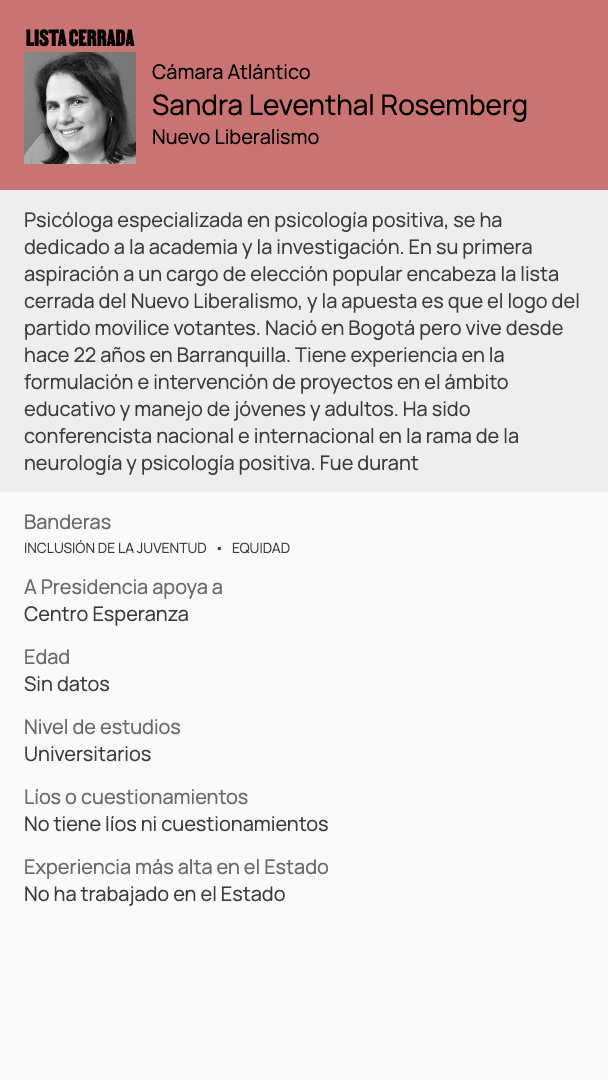 LISTA CERRADA
Cámara Atlántico
Sandra Leventhal Rosemberg
Nuevo Liberalismo
Psicóloga especializada en psicología positiva, se ha
dedicado a la academia y la investigación. En su primera
aspiración a un cargo de elección popular encabeza la lista
cerrada del Nuevo Liberalismo, y la apuesta es que el logo del
partido movilice votantes. Nació en Bogotá pero vive desde
hace 22 años en Barranquilla. Tiene experiencia en la
formulación e intervención de proyectos en el ámbito
educativo y manejo de jóvenes y adultos. Ha sido
conferencista nacional e internacional en la rama de la
neurología y psicología positiva. Fue durant
Banderas
INCLUSIÓN DE LA JUVENTUD • EQUIDAD
A Presidencia apoya a
Centro Esperanza
Edad
Sin datos
Nivel de estudios
Universitarios
Líos o cuestionamientos
No tiene líos ni cuestionamientos
Experiencia más alta en el Estado
No ha trabajado en el Estado